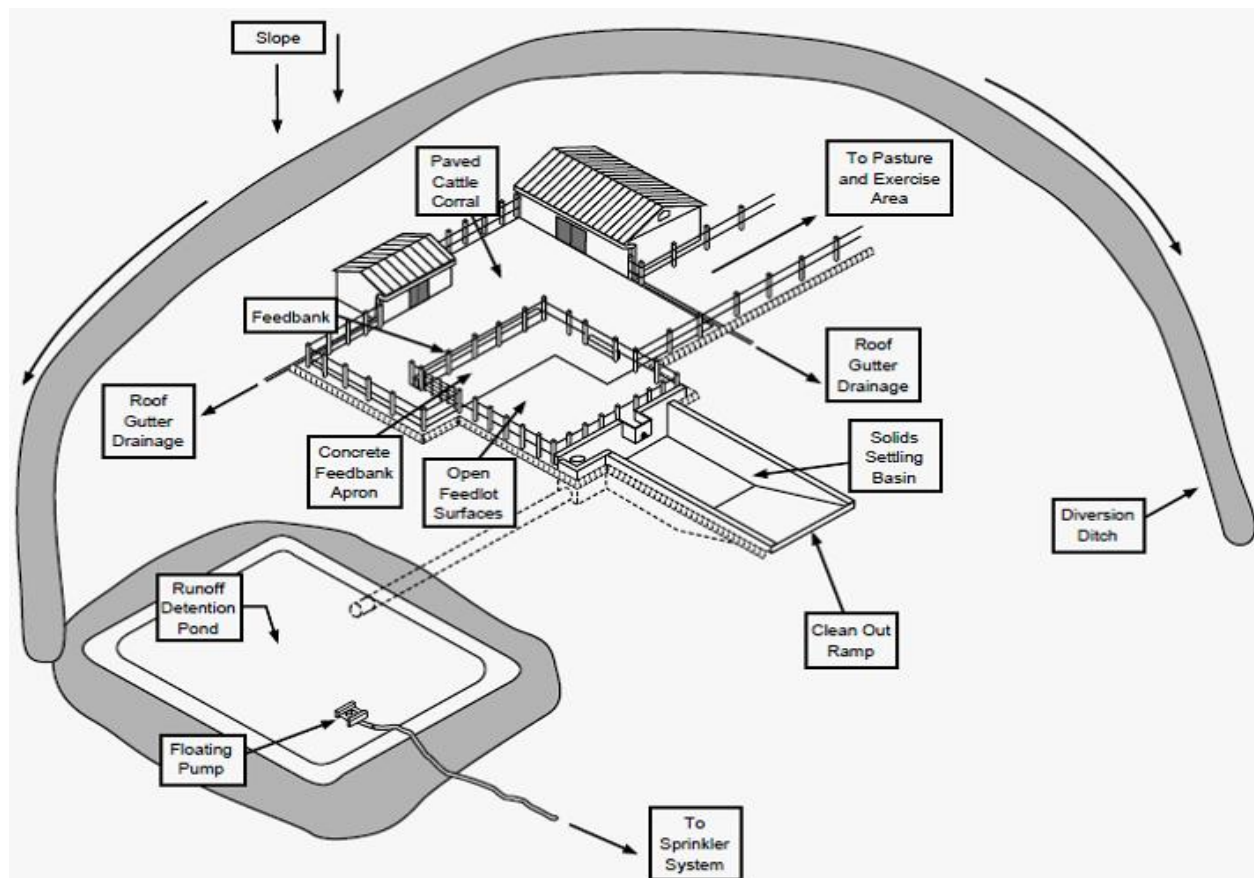 Slope
Paved
Cattle
Corral
To Pasture
and Exercise
Area
Feedbank
Roof
Gutter
Drainage
Roof
Gutter
Drainage
Concrete
Feedbank
Apron
Open
Feedlot
Surfaces
Solids
Settling
Basin
Diversion
Ditch
Runoff
Detention
Pond
Clean Out
Ramp
Floating
Pump
To
Sprinkler
System